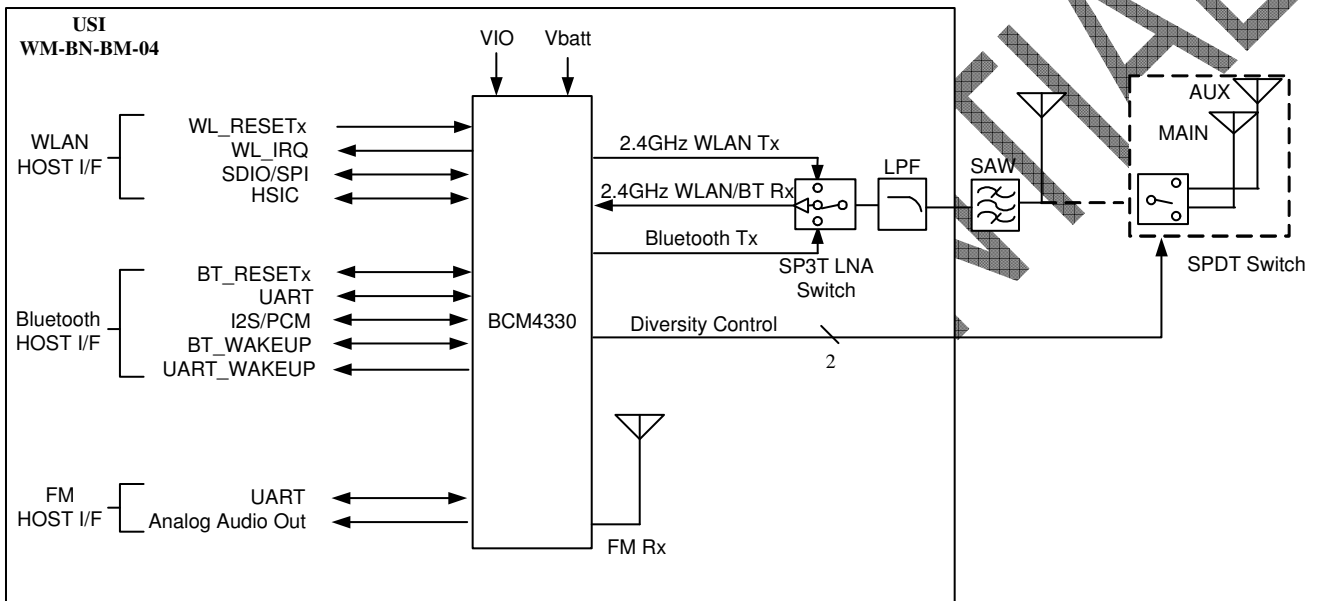 USI
WM-BN-BM-04
VIO
Vbatt
WLAN
HOST I/F
WL_RESETx
WL_IRQ
SDIO/SPI
HSIC
2.4GHz WLAN Tx
2.4GHz WLAN/BT Rx
Bluetooth Tx
SP3T LNA
Switch
LPF
SAW
AUX
MAIN
SPDT Switch
Bluetooth
HOST I/F
BT_RESETx
UART
I2S/PCM
BT_WAKEUP
UART_WAKEUP
BCM4330
Diversity Control
2
FM
HOST I/F
UART
Analog Audio Out
FM Rx